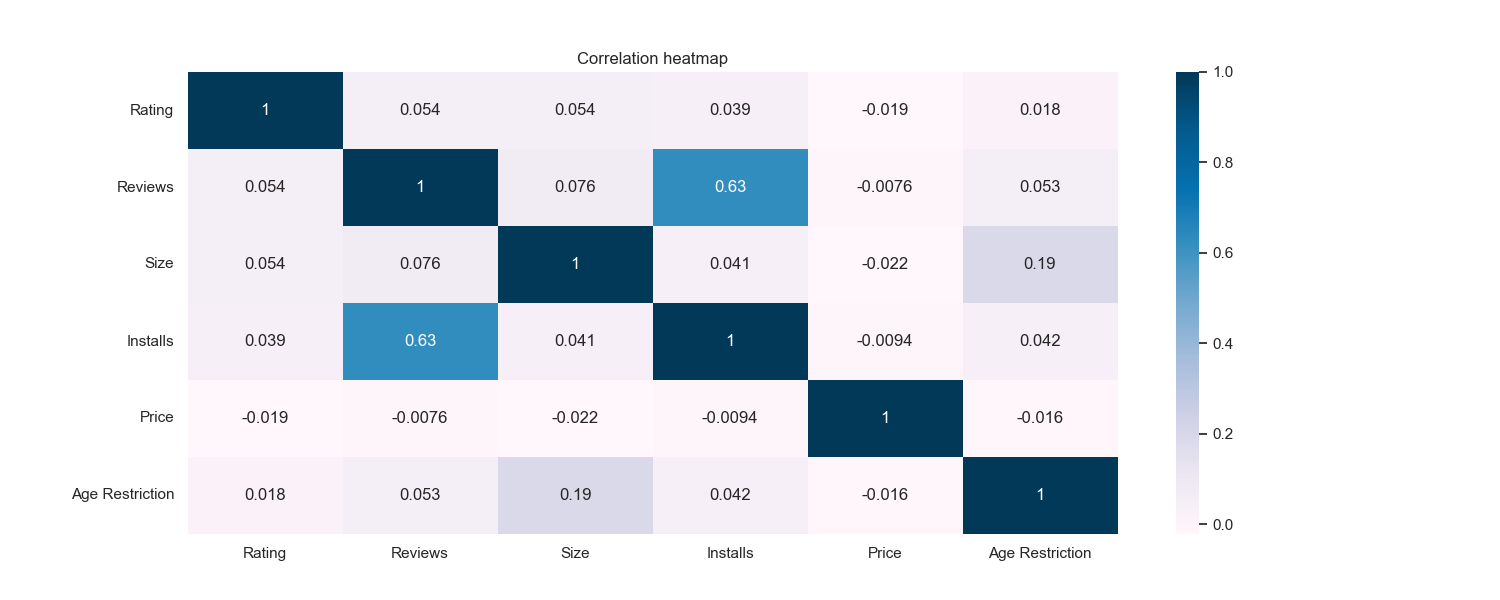 Correlation heatmap
Rating 1 0.054 0.054 0.039 -0.019 0.018
Reviews 0.054 1 0.076 0.63 -0.0076 0.053
Size 0.054 0.076 1 0.041 -0.022 0.19
Installs 0.039 0.63 0.041 1 -0.0094 0.042
Price -0.019 -0.0076 -0.022 -0.0094 1 -0.016
Age Restriction 0.018 0.053 0.19 0.042 -0.016 1
Rating Reviews Size Installs Price Age Restriction
1.0
0.8
0.6
0.4
0.2
0.0